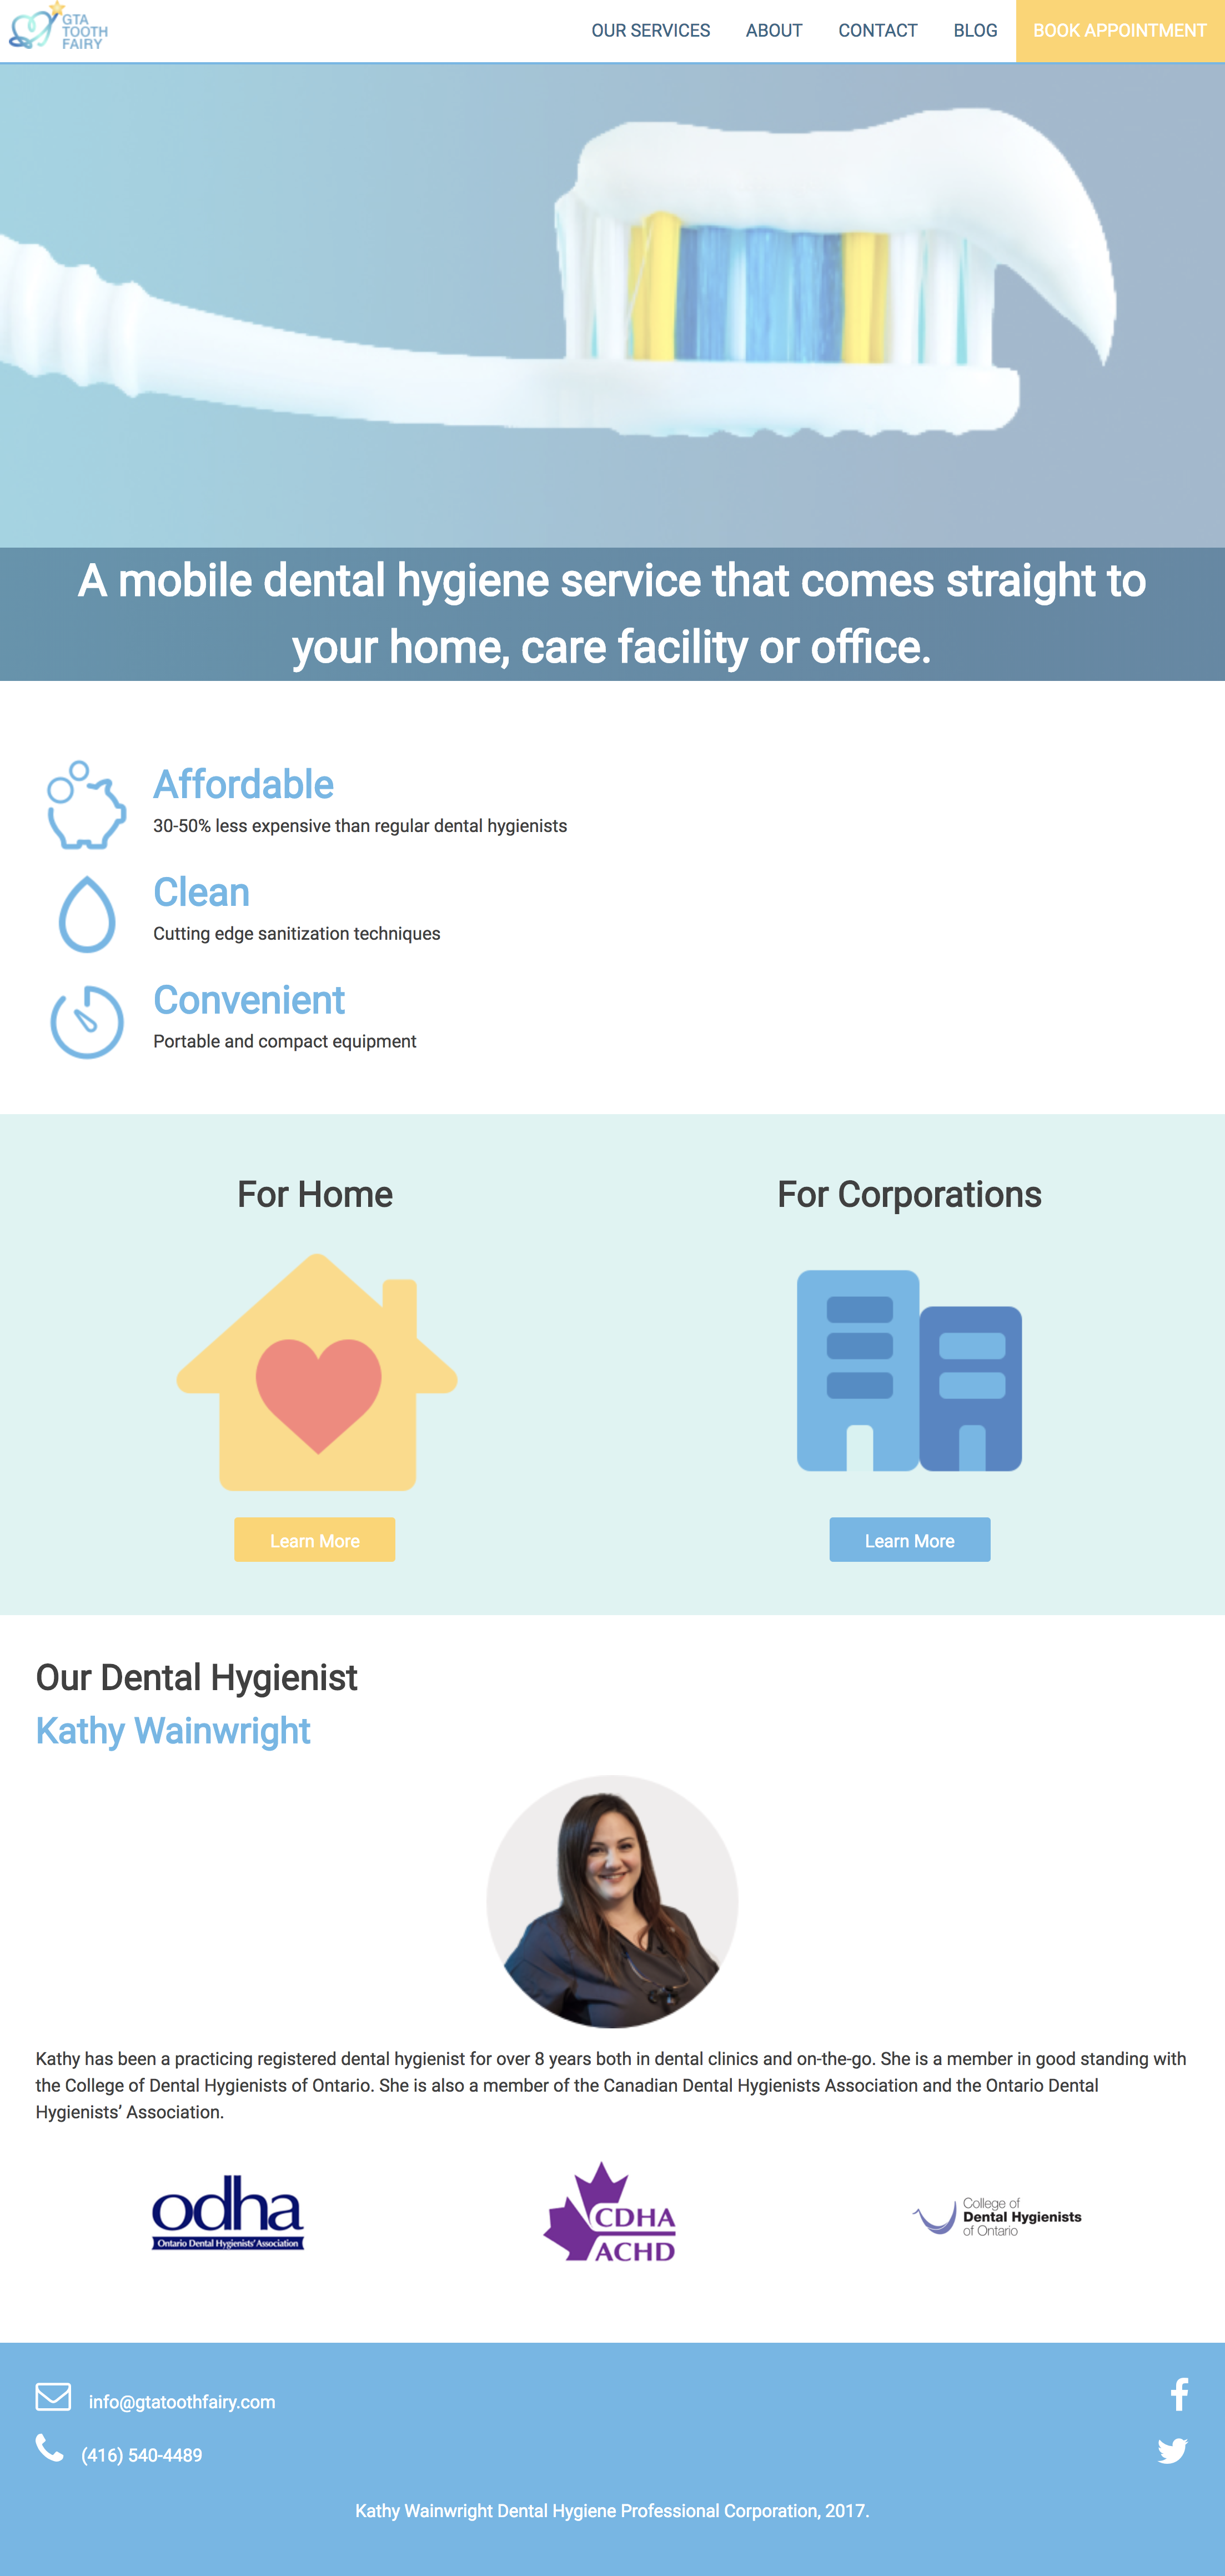 GTA
TOOTH
FAIRY
OUR SERVICES
ABOUT
CONTACT
BLOG
BOOK APPOINTMENT
A mobile dental hygiene service that comes straight to
your home, care facility or office.
Affordable
30-50% less expensive than regular dental hygienists
Clean
Cutting edge sanitization techniques
Convenient
Portable and compact equipment
For Home
Learn More
For Corporations
Learn More
Our Dental Hygienist
Kathy Wainwright
Kathy has been a practicing registered dental hygienist for over 8 years both in dental clinics and on-the-go. She is a member in good standing with
the College of Dental Hygienists of Ontario. She is also a member of the Canadian Dental Hygienists Association and the Ontario Dental
Hygienists’ Association.
odha
Ontario Dental Hygienists' Association
CDHA
ACHD
College of
Dental Hygienists
of Ontario
info@gtatoothfairy.com
(416) 540-4489
Kathy Wainwright Dental Hygiene Professional Corporation, 2017.